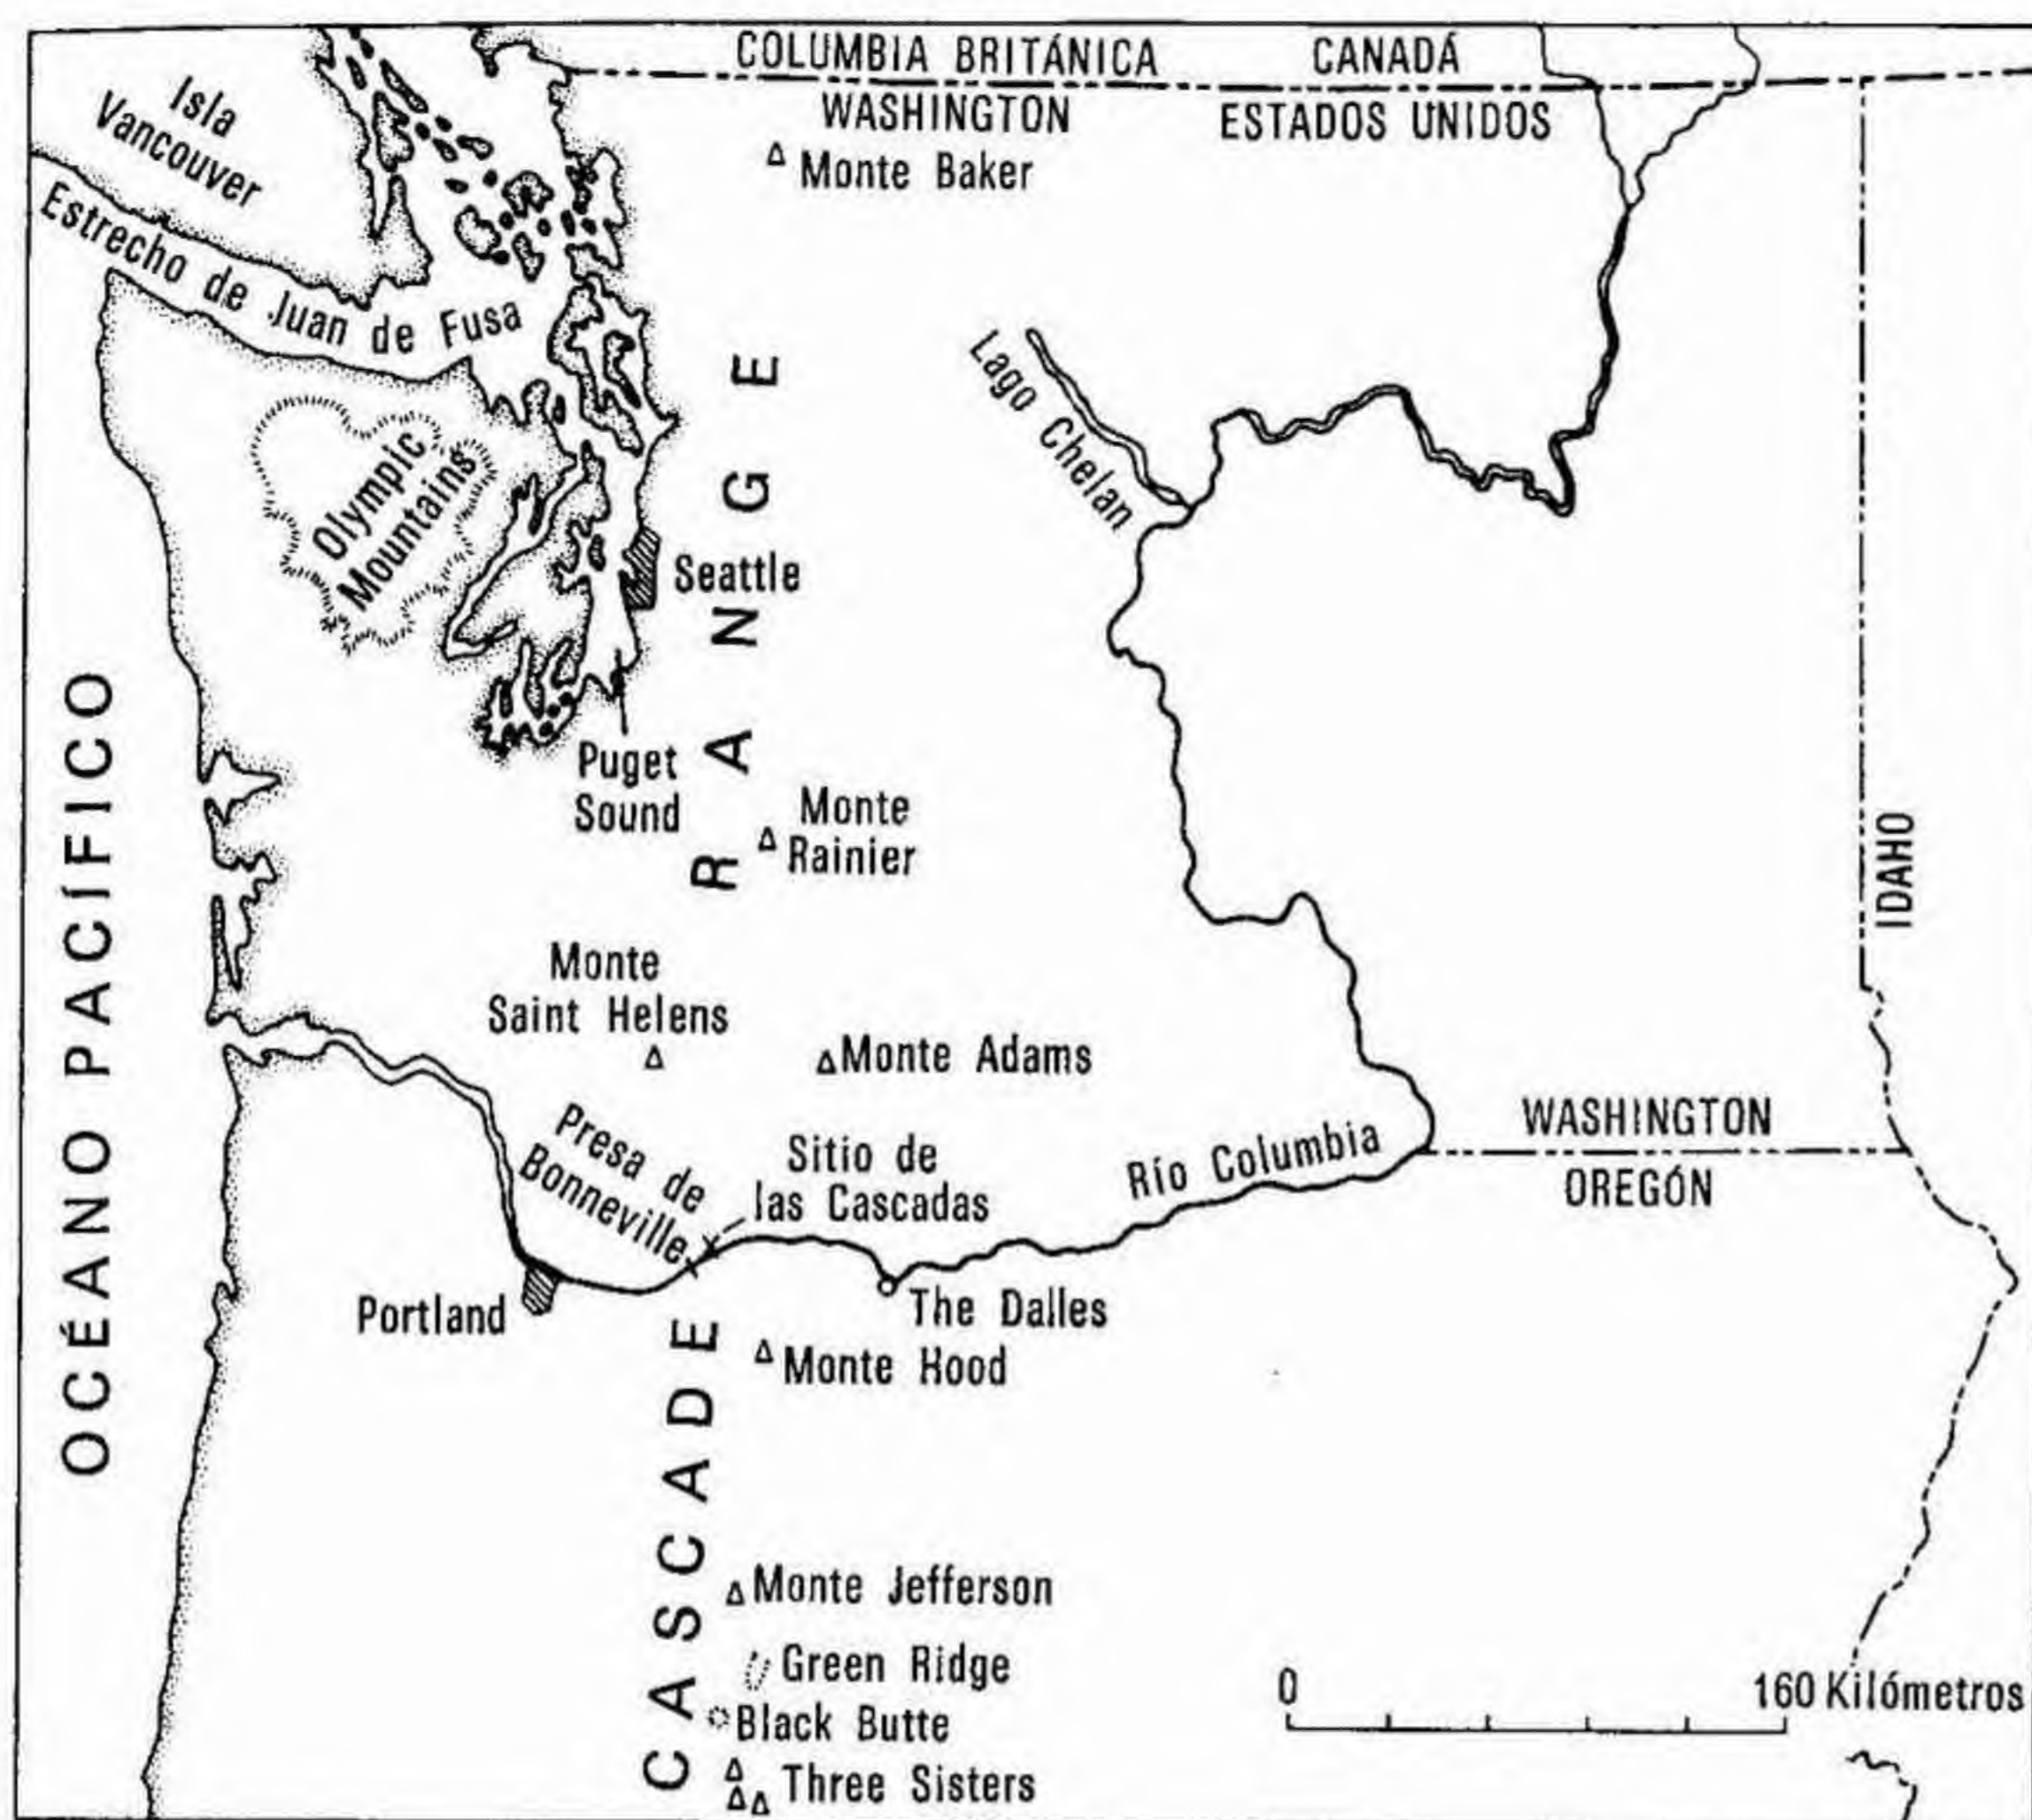 COLUMBIA BRITÁNICA
CANADÁ
WASHINGTON
ESTADOS UNIDOS
Isla
Vancouver
Monte Baker
Estrecho de Juan de Fusa
Lago Chelan
Olympic
Mountains
Seattle
Puget
Sound
Monte
Rainier
CASCADE RANGE
OCÉANO PACÍFICO
IDAHO
Monte
Saint Helens
Monte Adams
WASHINGTON
OREGÓN
Presa de
Bonneville
Sitio de
las Cascadas
Río Columbia
Portland
The Dalles
Monte Hood
Monte Jefferson
Green Ridge
Black Butte
Three Sisters
0
160 Kilómetros